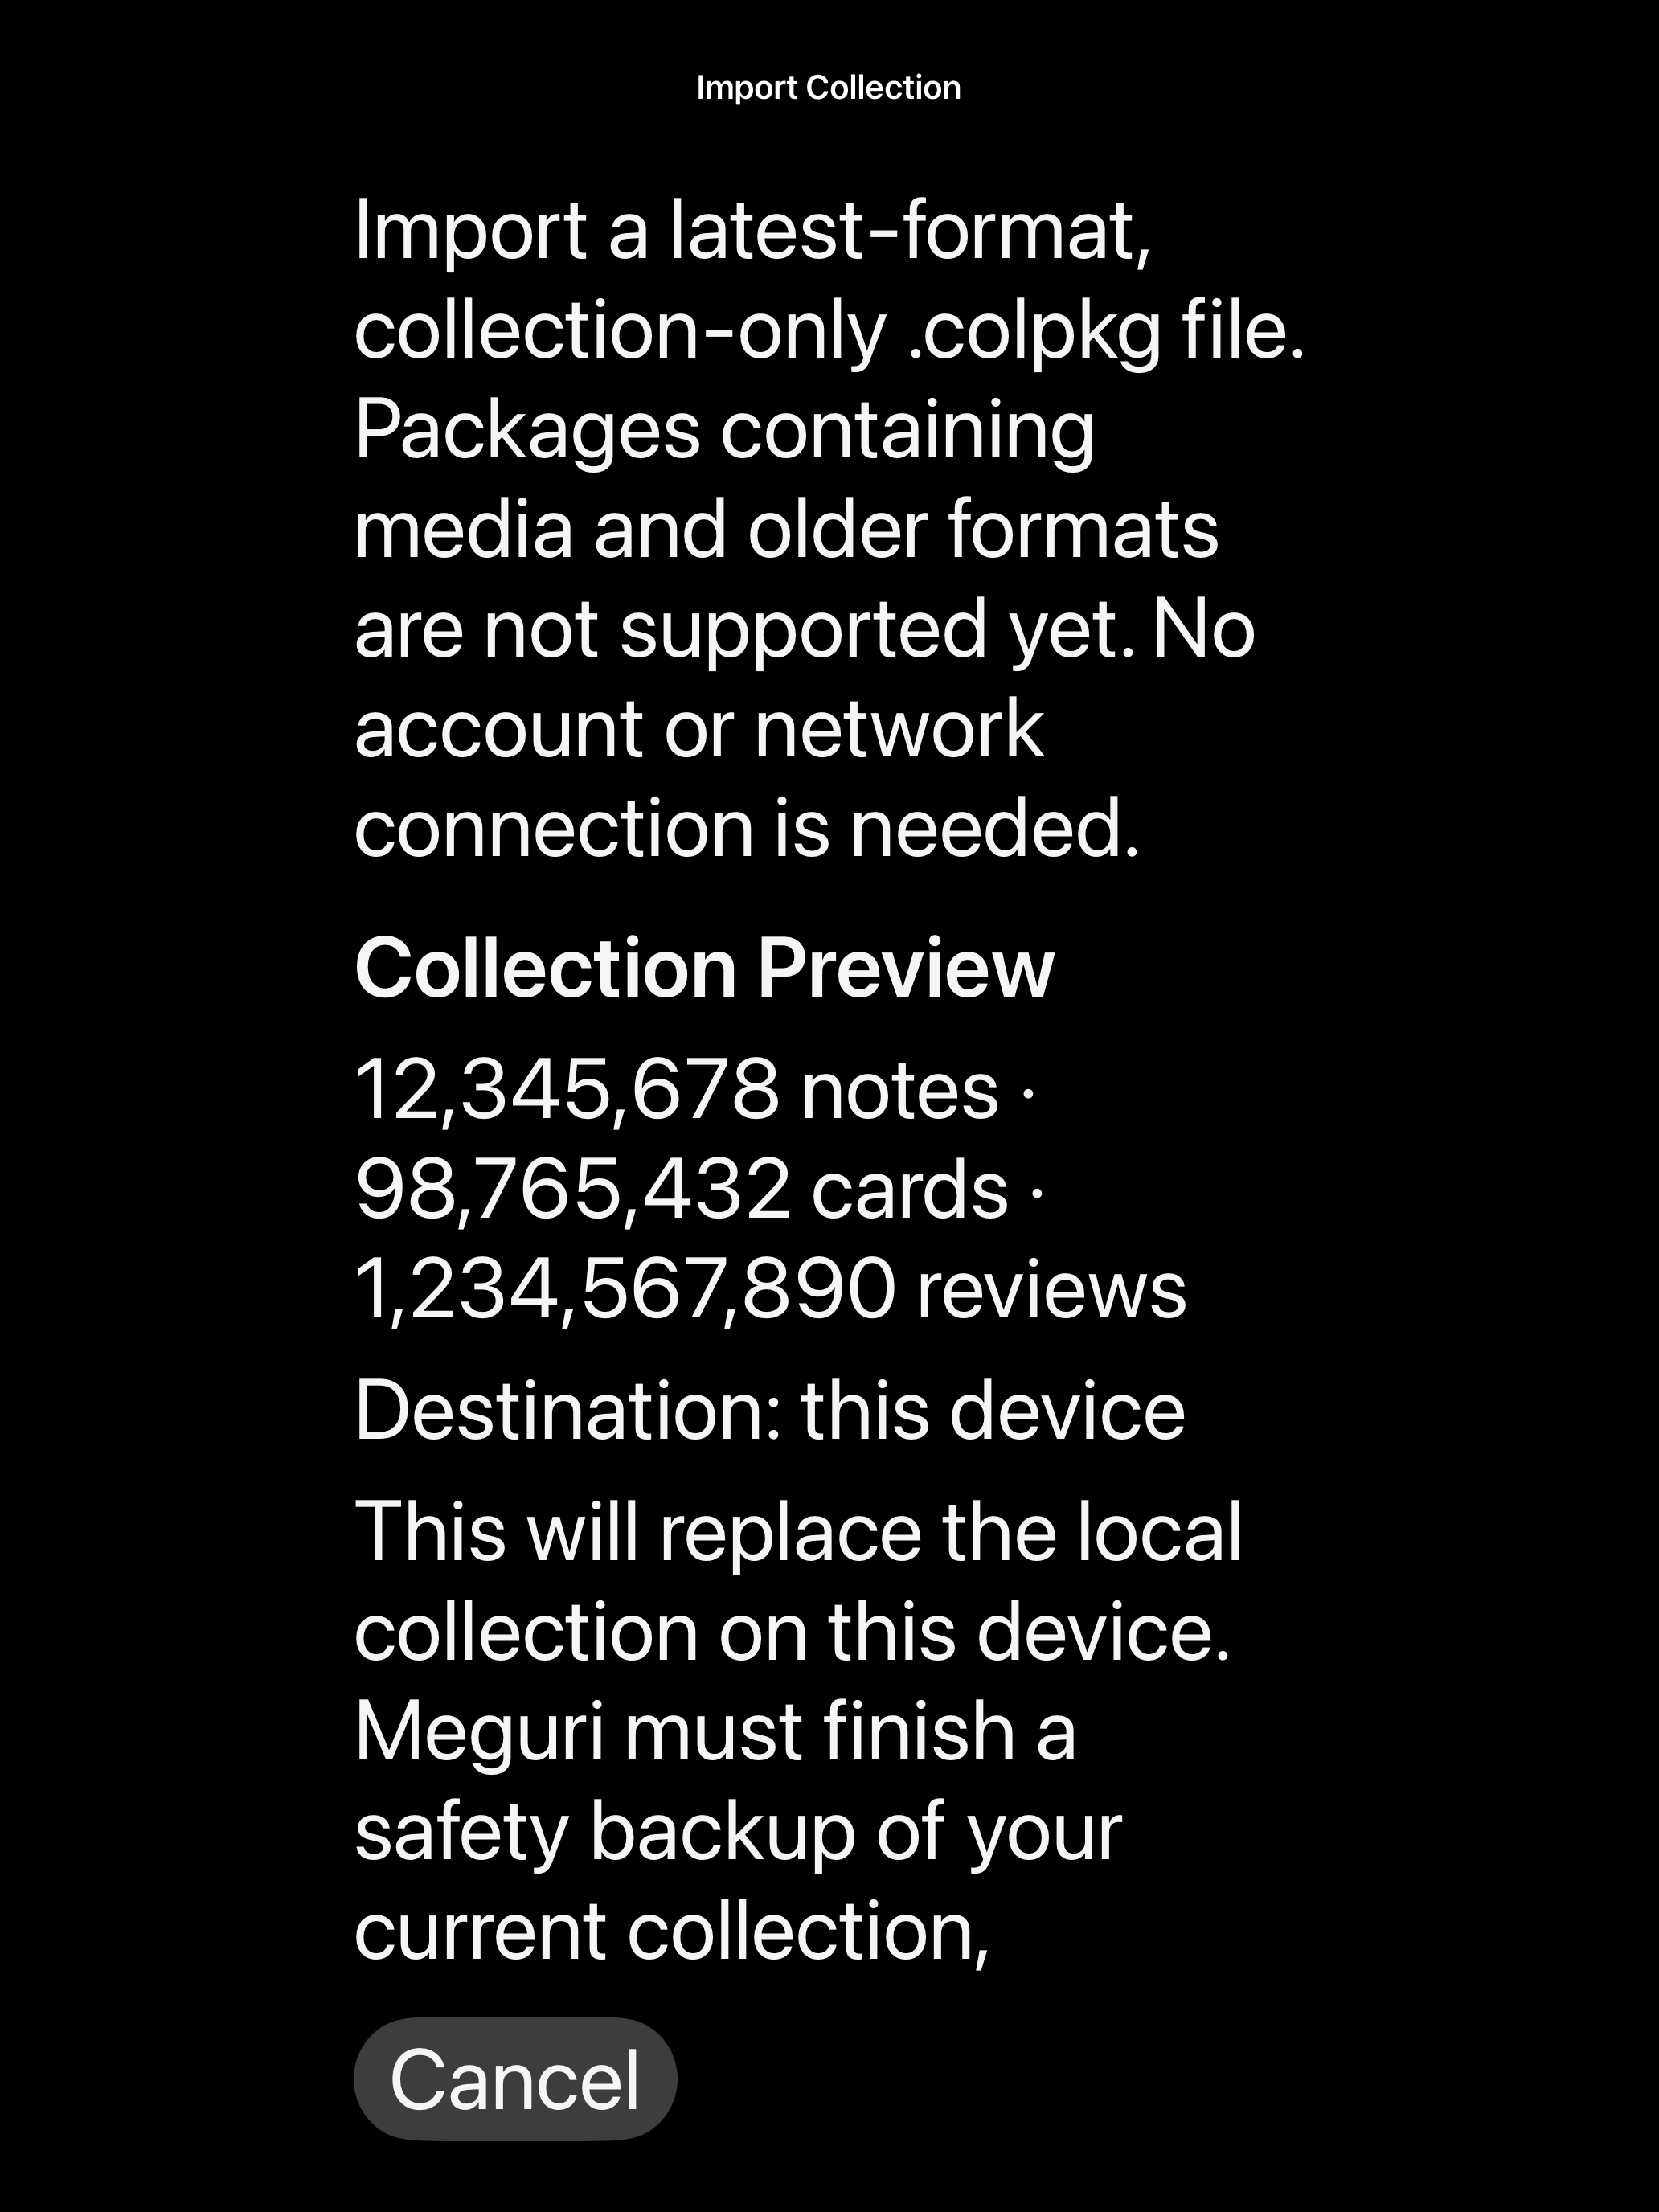 Import Collection
Import a latest-format,
collection-only .colpkg file.
Packages containing
media and older formats
are not supported yet. No
account or network
connection is needed.
Collection Preview
12,345,678 notes ·
98,765,432 cards ·
1,234,567,890 reviews
Destination: this device
This will replace the local
collection on this device.
Meguri must finish a
safety backup of your
current collection,
Cancel